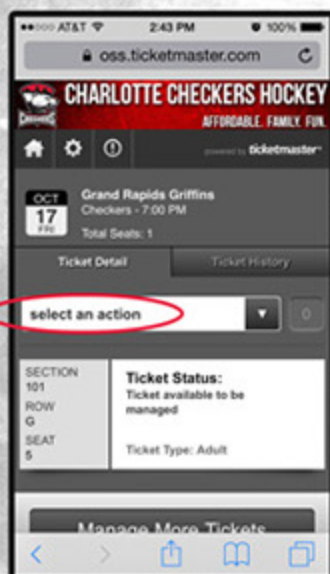 AT&T 2:43 PM 100%
oss.ticketmaster.com
CHARLOTTE CHECKERS HOCKEY
AFFORDABLE. FAMILY. FUN.
powered by ticketmaster
OCT
17
FRI
Grand Rapids Griffins
Checkers - 7:00 PM
Total Seats: 1
Ticket Detail
Ticket History
select an action
0
SECTION
101
ROW
G
SEAT
5
Ticket Status:
Ticket available to be
managed
Ticket Type: Adult
Manage More Tickets